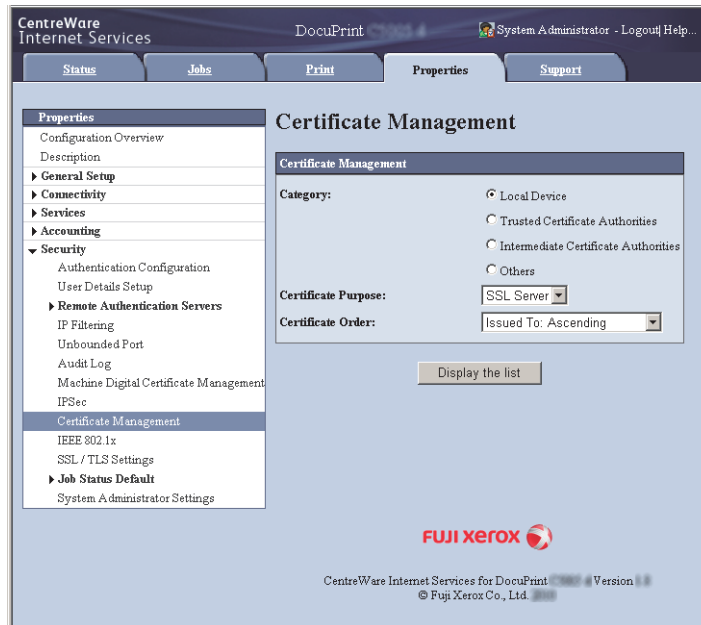 CentreWare
Internet Services
DocuPrint
System Administrator - Logout| Help...
Status
Jobs
Print
Properties
Support
Properties
Configuration Overview
Description
General Setup
Connectivity
Services
Accounting
Security
Authentication Configuration
User Details Setup
Remote Authentication Servers
IP Filtering
Unbounded Port
Audit Log
Machine Digital Certificate Management
IPSec
Certificate Management
IEEE 802.1x
SSL / TLS Settings
Job Status Default
System Administrator Settings
Certificate Management
Certificate Management
Category:
Local Device
Trusted Certificate Authorities
Intermediate Certificate Authorities
Others
Certificate Purpose:
SSL Server
Certificate Order:
Issued To: Ascending
Display the list
FUJI xerox
CentreWare Internet Services for DocuPrint Version
© Fuji Xerox Co., Ltd.